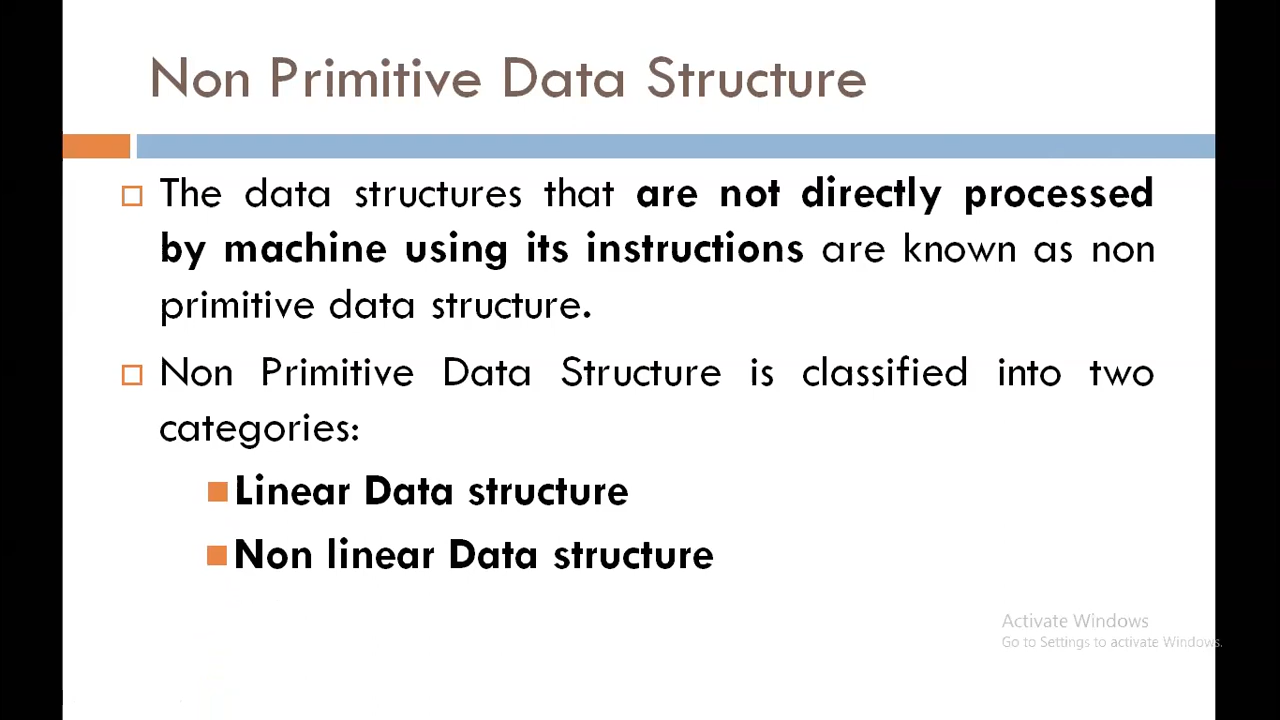 Non Primitive Data Structure
The data structures that are not directly processed
by machine using its instructions are known as non
primitive data structure.
Non Primitive Data Structure is classified into two
categories:
Linear Data structure
Non linear Data structure
Activate Windows
Go to Settings to activate Windows.